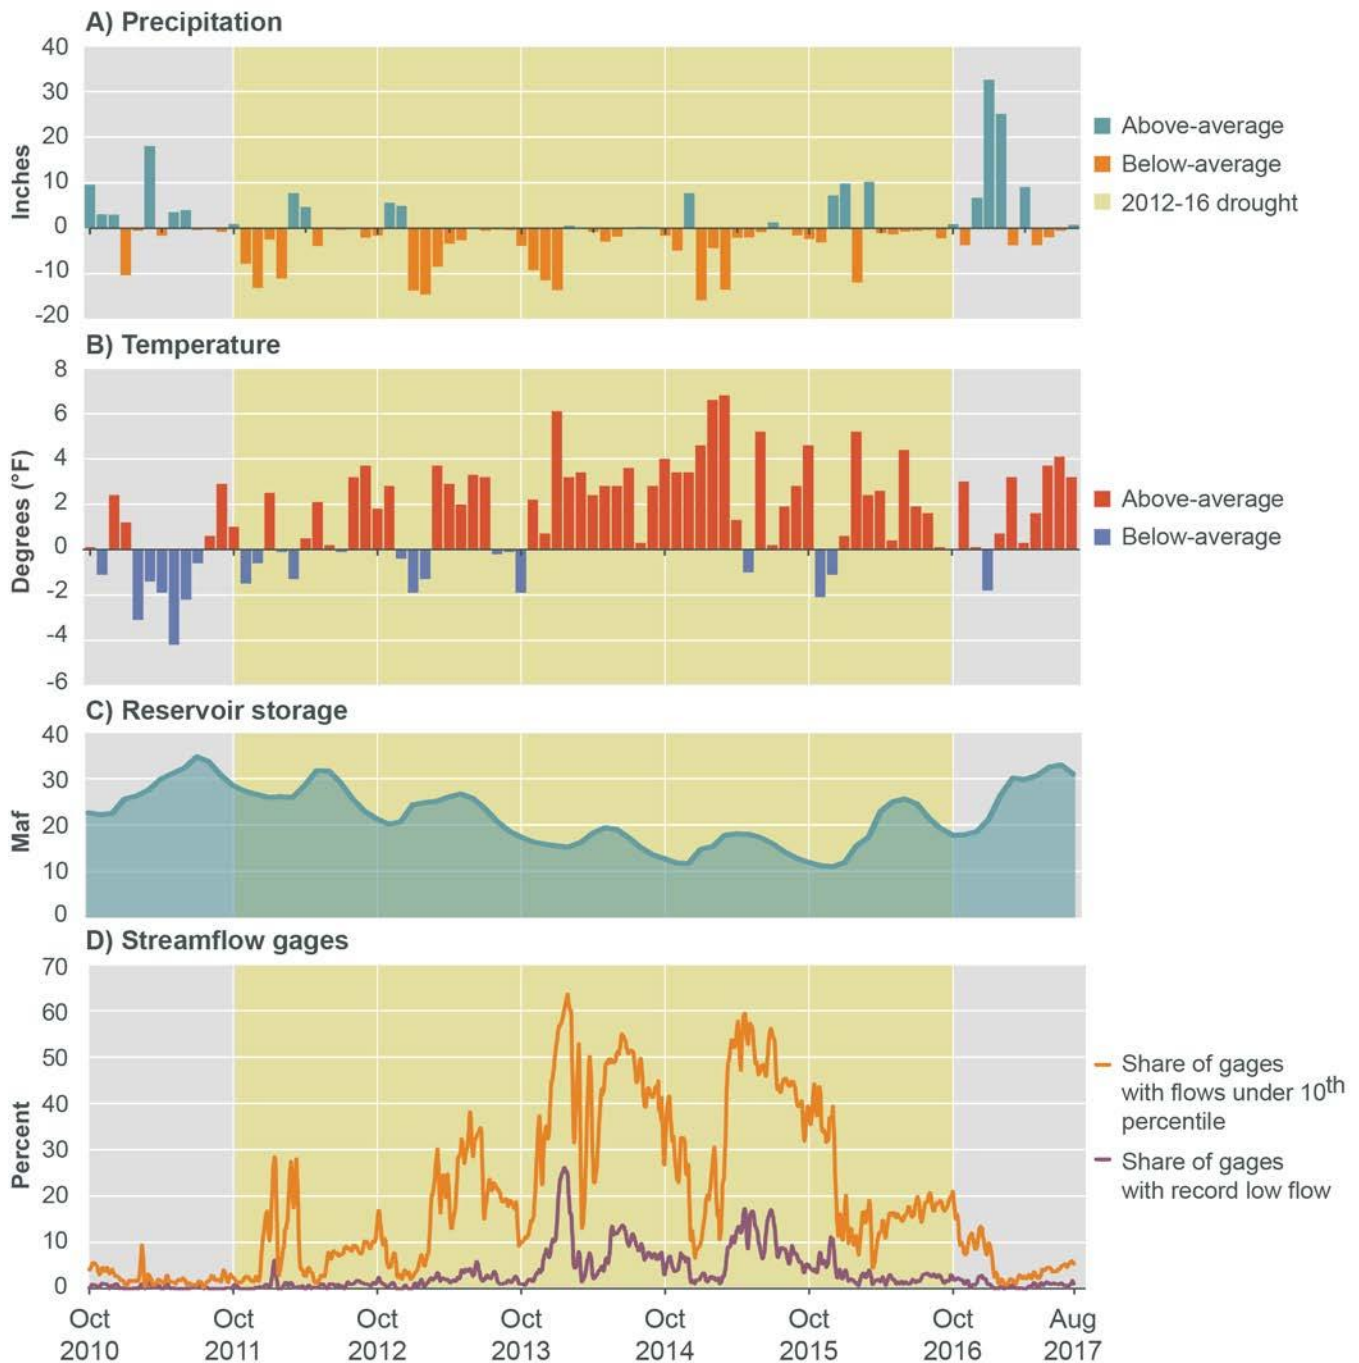 A) Precipitation
40
30
20
10
0
-10
-20
Inches
Above-average
Below-average
2012-16 drought
B) Temperature
8
6
4
2
0
-2
-4
-6
Degrees (°F)
Above-average
Below-average
C) Reservoir storage
40
30
20
10
0
Maf
D) Streamflow gages
70
60
50
40
30
20
10
0
Percent
Share of gages
with flows under 10th
percentile
Share of gages
with record low flow
Oct Oct Oct Oct Oct Oct Oct Aug
2010 2011 2012 2013 2014 2015 2016 2017